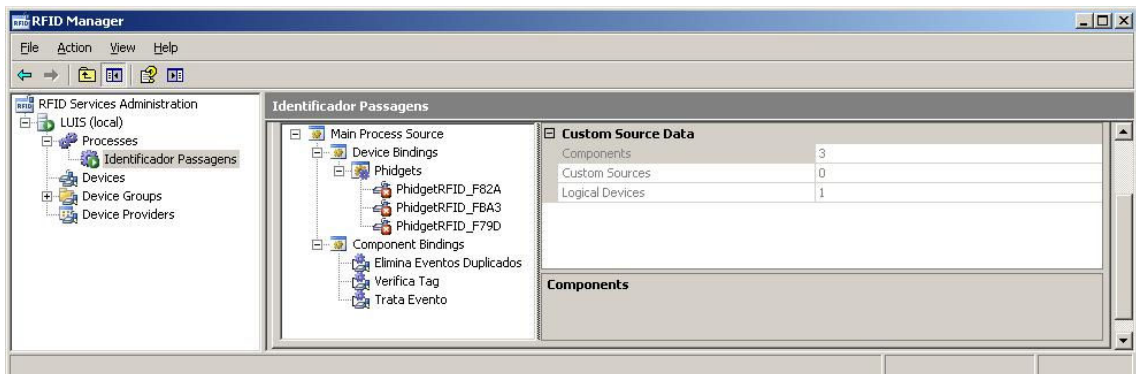 RFID Manager
File Action View Help
RFID Services Administration
LUIS (local)
Processes
Identificador Passagens
Devices
Device Groups
Device Providers
Identificador Passagens
Main Process Source
Device Bindings
Phidgets
PhidgetRFID_F82A
PhidgetRFID_FBA3
PhidgetRFID_F79D
Component Bindings
Elimina Eventos Duplicados
Verifica Tag
Trata Evento
Custom Source Data
Components 3
Custom Sources 0
Logical Devices 1
Components